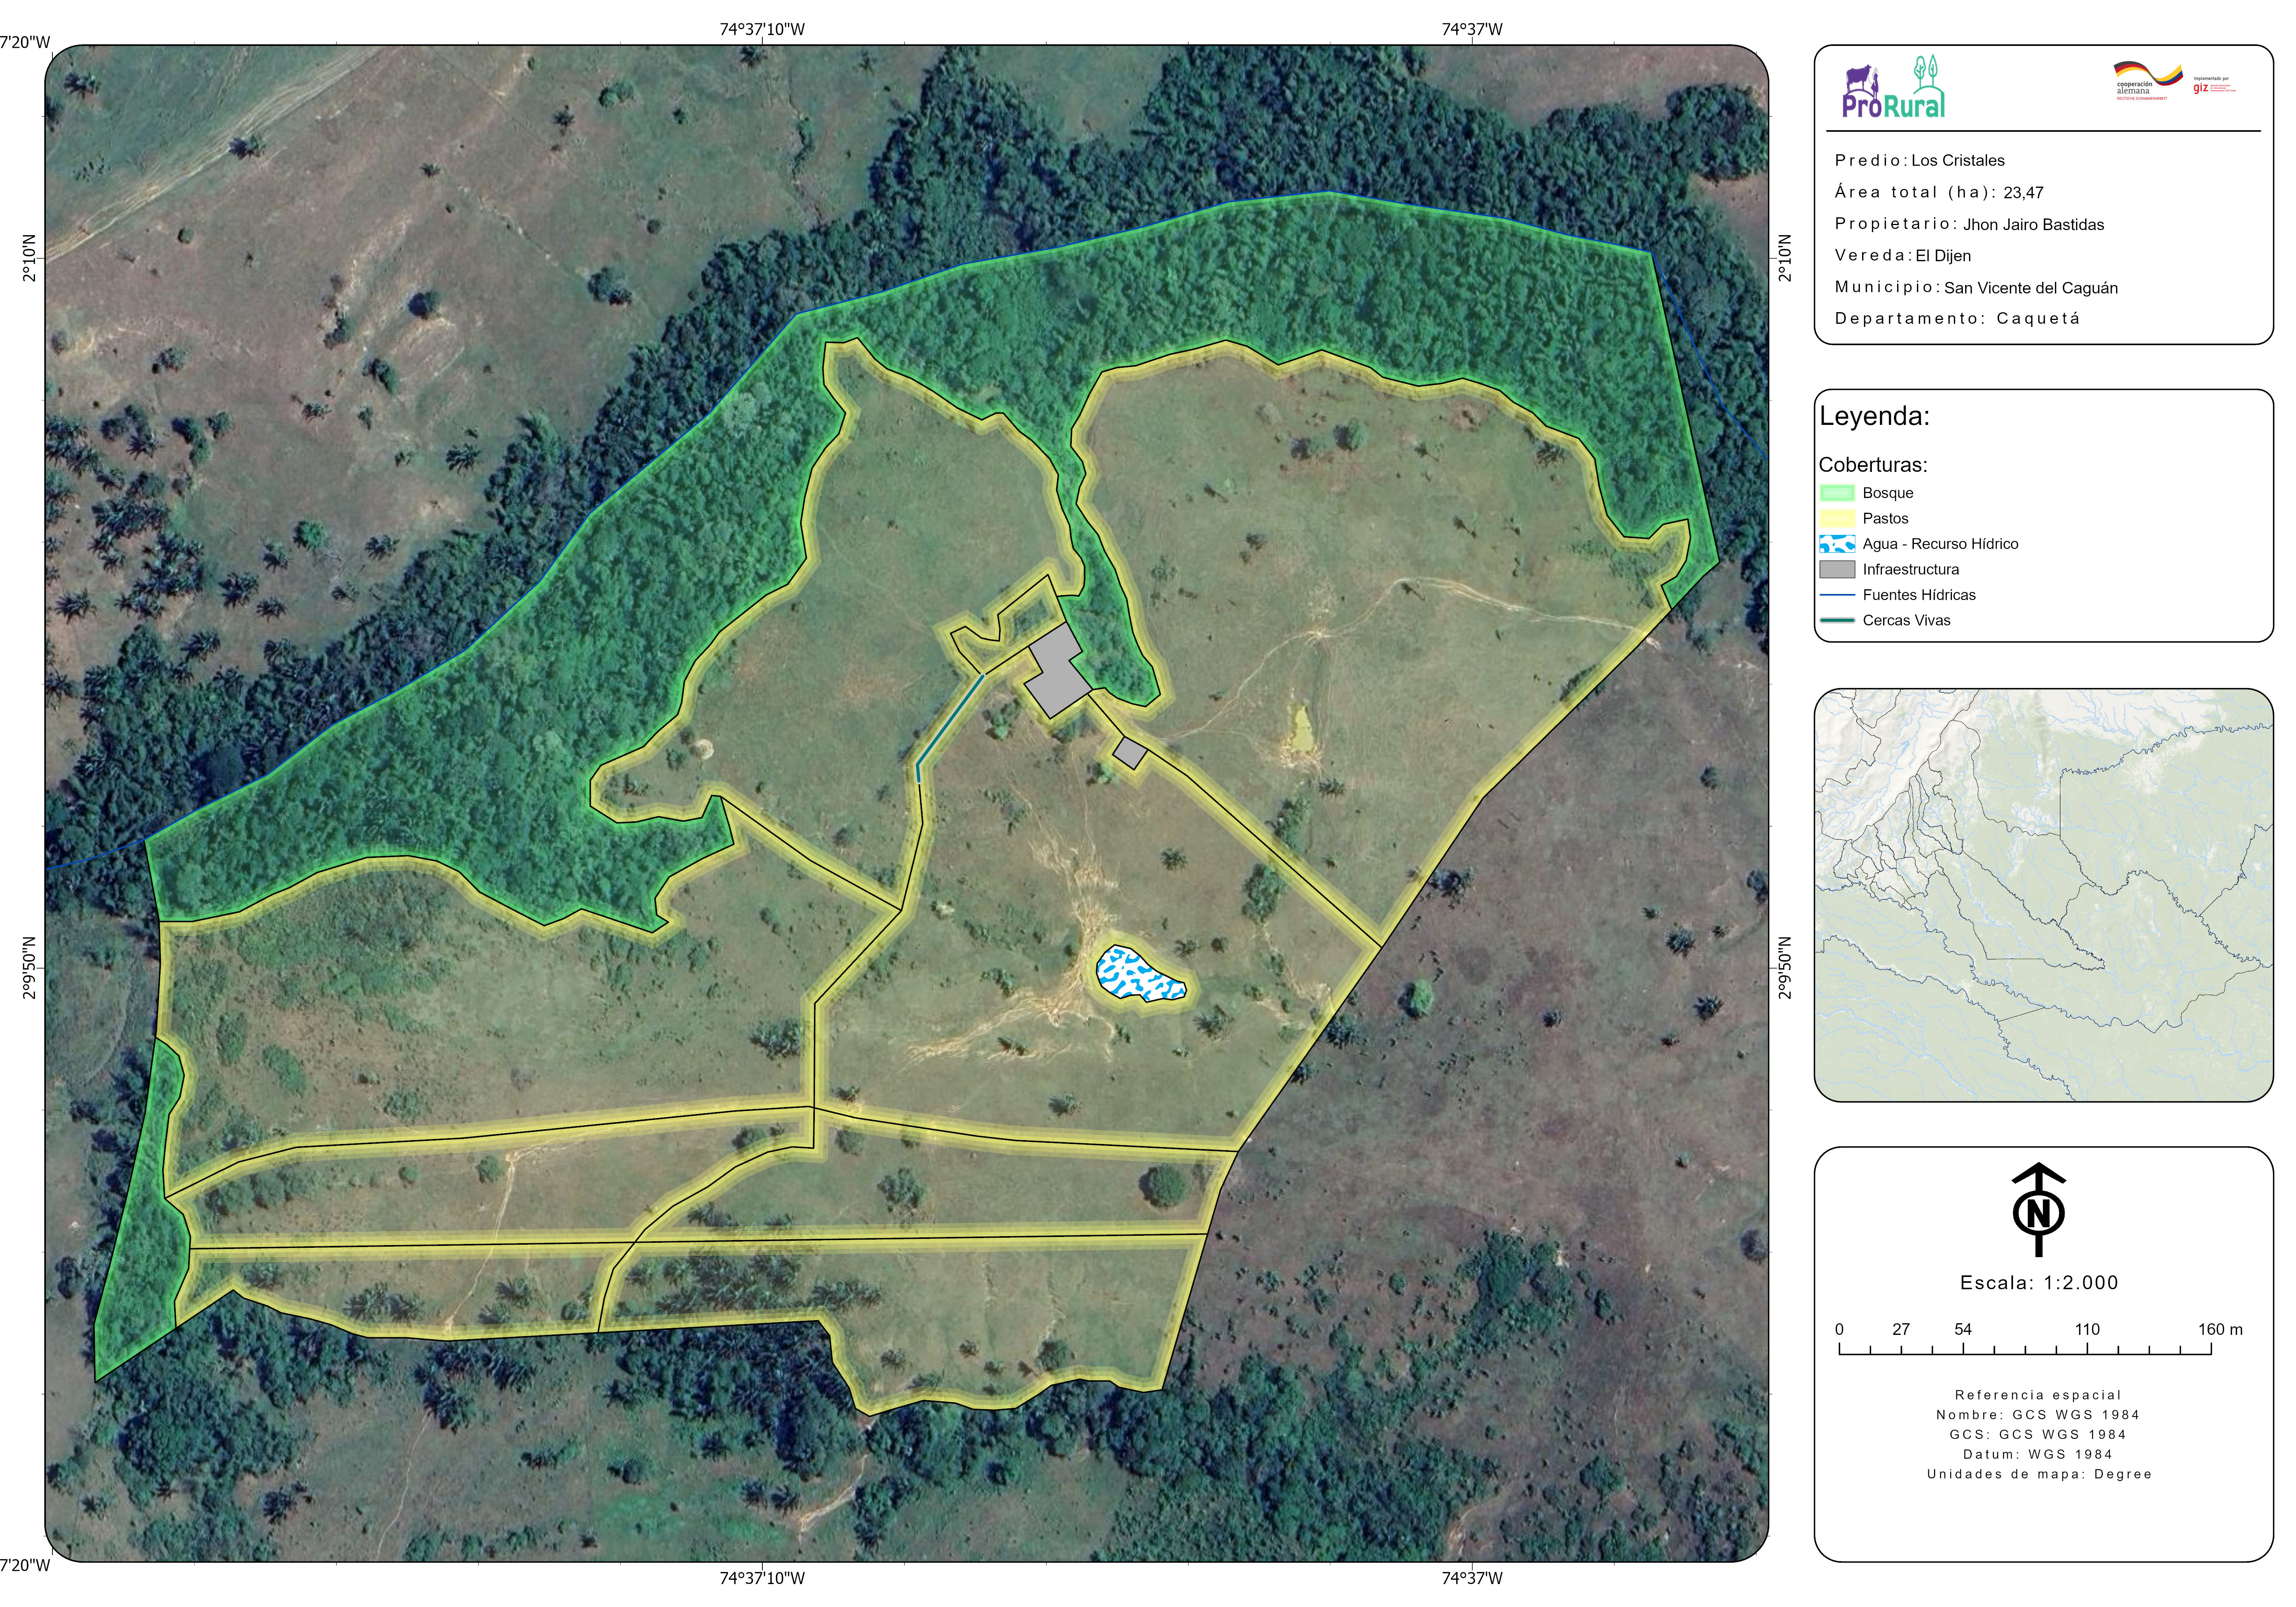 7'20"W
74°37'10"W
74°37'W
2°10'N
2°10'N
2°9'50"N
2°9'50"N
7'20"W
74°37'10"W
74°37'W
ProRural
cooperación
alemana
DEUTSCHE ZUSAMMENARBEIT
Implementada por
giz
Predio: Los Cristales
Área total (ha): 23,47
Propietario: Jhon Jairo Bastidas
Vereda: El Dijen
Municipio: San Vicente del Caguán
Departamento: Caquetá
Leyenda:
Coberturas:
Bosque
Pastos
Agua - Recurso Hídrico
Infraestructura
Fuentes Hídricas
Cercas Vivas
N
Escala: 1:2.000
0 27 54 110 160 m
Referencia espacial
Nombre: GCS WGS 1984
GCS: GCS WGS 1984
Datum: WGS 1984
Unidades de mapa: Degree